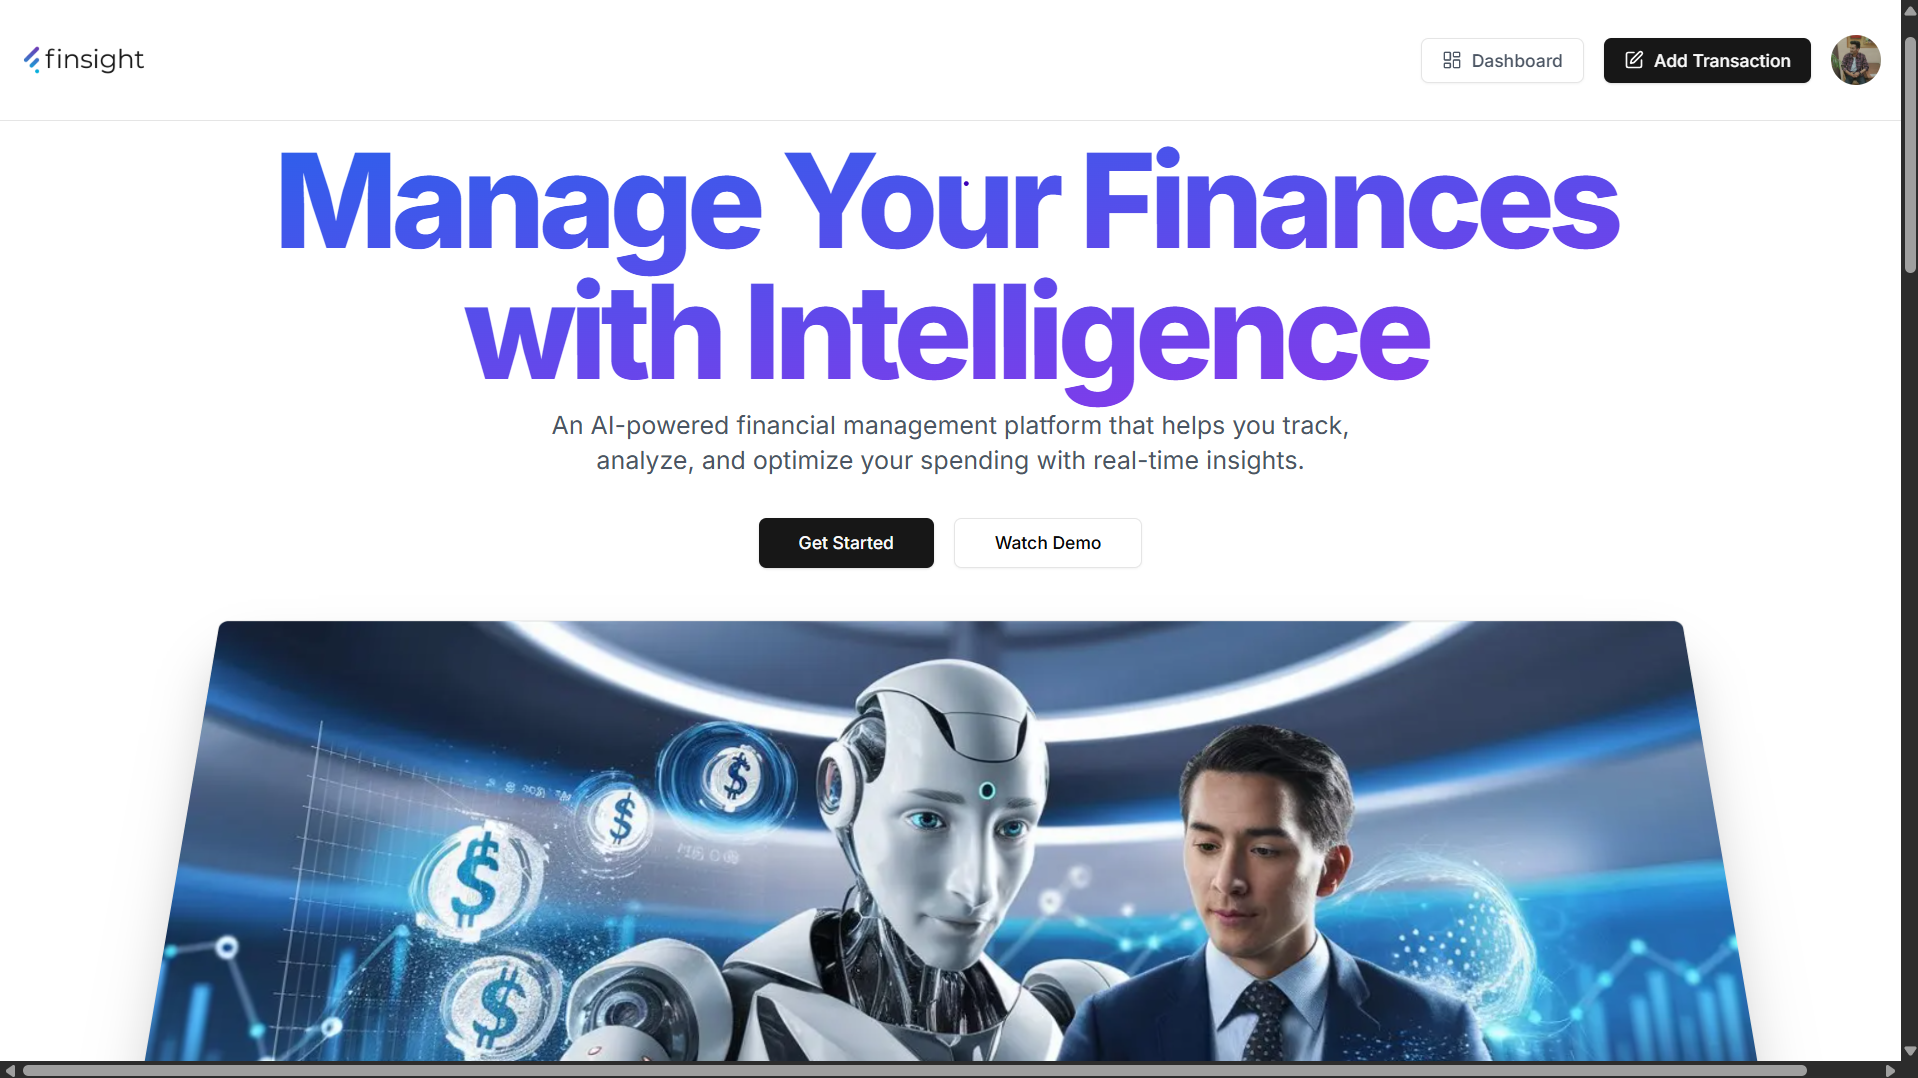 finsight
Dashboard
Add Transaction
Manage Your Finances
with Intelligence
An AI-powered financial management platform that helps you track,
analyze, and optimize your spending with real-time insights.
Get Started
Watch Demo
$
$
$
$